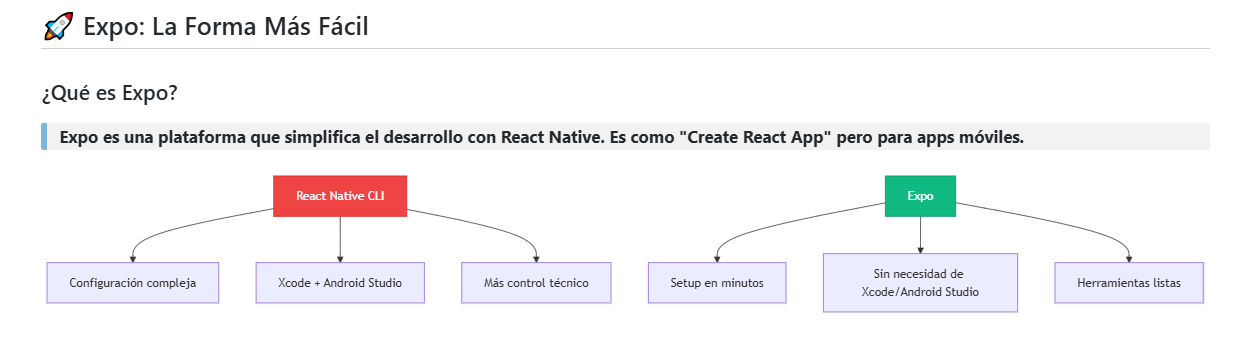 🚀 Expo: La Forma Más Fácil
¿Qué es Expo?
Expo es una plataforma que simplifica el desarrollo con React Native. Es como "Create React App" pero para apps móviles.
React Native CLI
Expo
Configuración compleja
Xcode + Android Studio
Más control técnico
Setup en minutos
Sin necesidad de
Xcode/Android Studio
Herramientas listas